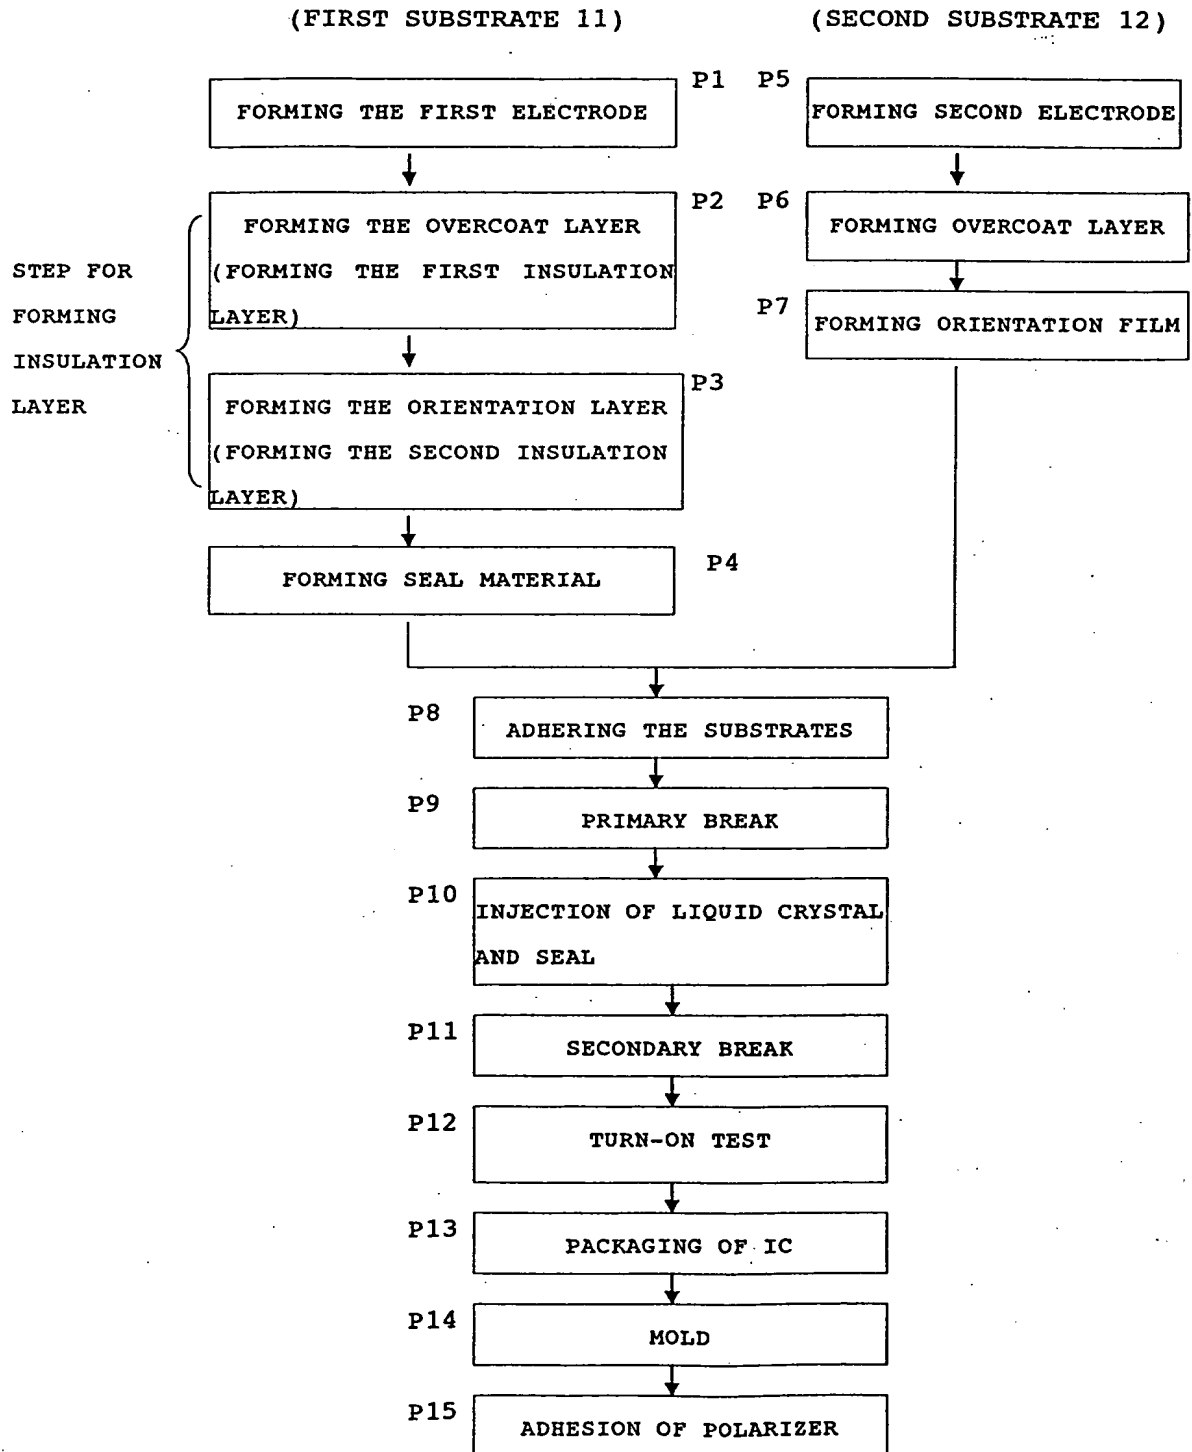 (FIRST SUBSTRATE 11)
(SECOND SUBSTRATE 12)
P1
FORMING THE FIRST ELECTRODE
P2
FORMING THE OVERCOAT LAYER
(FORMING THE FIRST INSULATION
LAYER)
STEP FOR
FORMING
INSULATION
LAYER
P3
FORMING THE ORIENTATION LAYER
(FORMING THE SECOND INSULATION
LAYER)
P4
FORMING SEAL MATERIAL
P5
FORMING SECOND ELECTRODE
P6
FORMING OVERCOAT LAYER
P7
FORMING ORIENTATION FILM
P8
ADHERING THE SUBSTRATES
P9
PRIMARY BREAK
P10
INJECTION OF LIQUID CRYSTAL
AND SEAL
P11
SECONDARY BREAK
P12
TURN-ON TEST
P13
PACKAGING OF IC
P14
MOLD
P15
ADHESION OF POLARIZER